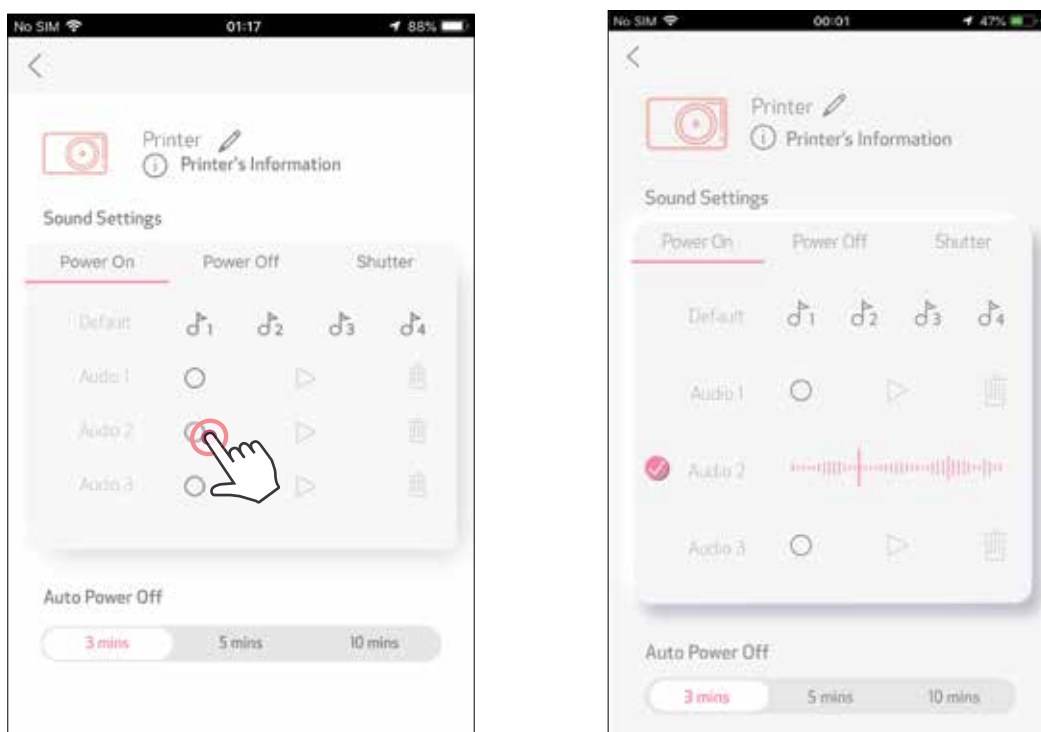 No SIM 01:17 88%
Printer
Printer's Information
Sound Settings
Power On Power Off Shutter
Default 1 2 3 4
Audio 1
Audio 2
Audio 3
Auto Power Off
3 mins 5 mins 10 mins
No SIM 00:01 47%
Printer
Printer's Information
Sound Settings
Power On Power Off Shutter
Default 1 2 3 4
Audio 1
Audio 2
Audio 3
Auto Power Off
3 mins 5 mins 10 mins